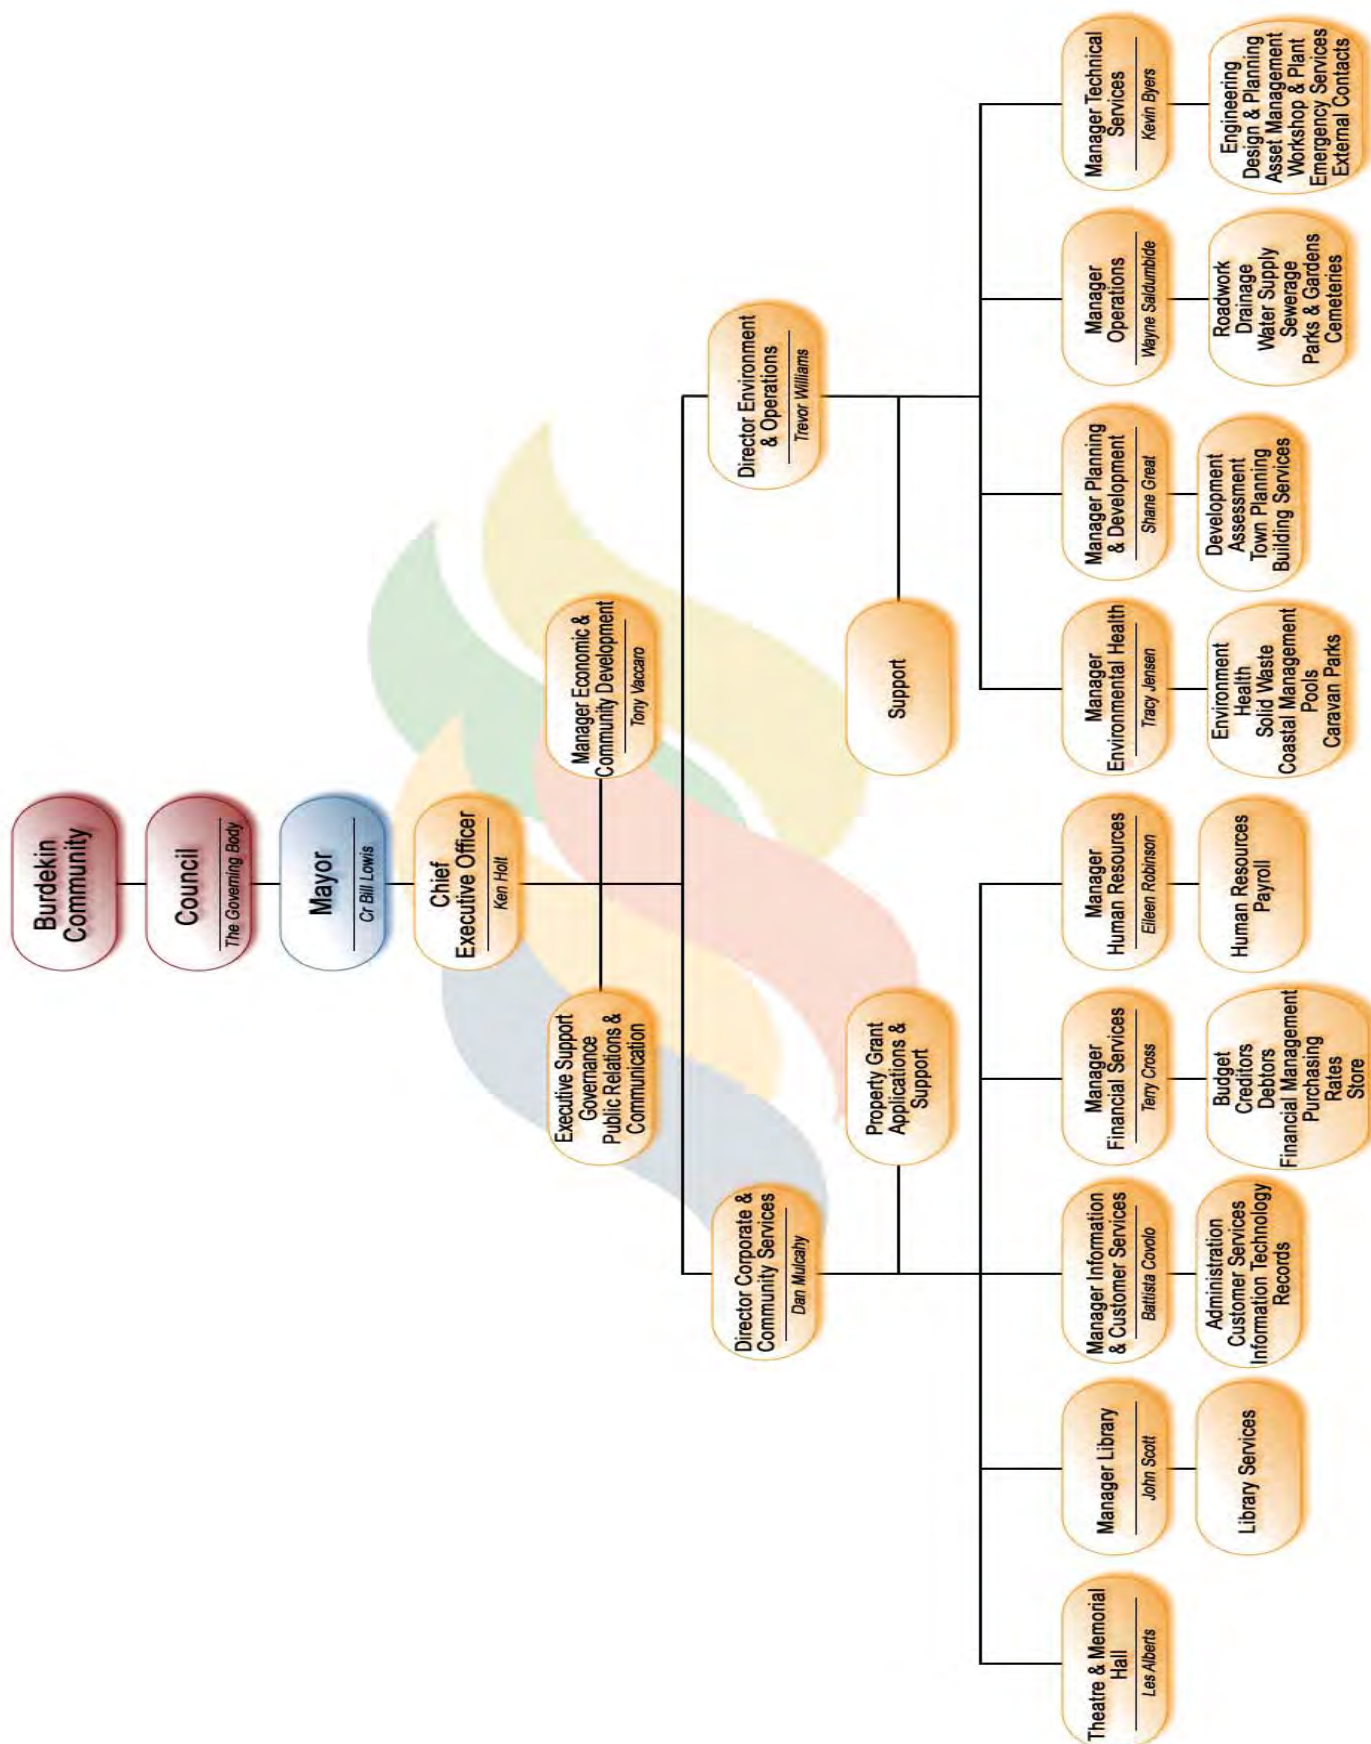 Burdekin
Community
Council
The Governing Body
Mayor
Cr Bill Lowis
Chief
Executive Officer
Ken Holt
Executive Support
Governance
Public Relations &
Communication
Manager Economic &
Community Development
Tony Vaccaro
Director Corporate &
Community Services
Dan Mulcahy
Director Environment
& Operations
Trevor Williams
Property Grant
Applications &
Support
Support
Theatre & Memorial
Hall
Les Alberts
Manager Library
John Scott
Manager Information
& Customer Services
Battista Covolo
Manager
Financial Services
Terry Cross
Manager
Human Resources
Eileen Robinson
Manager
Environmental Health
Tracy Jensen
Manager Planning
& Development
Shane Great
Manager
Operations
Wayne Saldumbide
Manager Technical
Services
Kevin Byers
Library Services
Administration
Customer Services
Information Technology
Records
Budget
Creditors
Debtors
Financial Management
Purchasing
Rates
Store
Human Resources
Payroll
Environment
Health
Solid Waste
Coastal Management
Pools
Caravan Parks
Development
Assessment
Town Planning
Building Services
Roadwork
Drainage
Water Supply
Sewerage
Parks & Gardens
Cemeteries
Engineering
Design & Planning
Asset Management
Workshop & Plant
Emergency Services
External Contacts